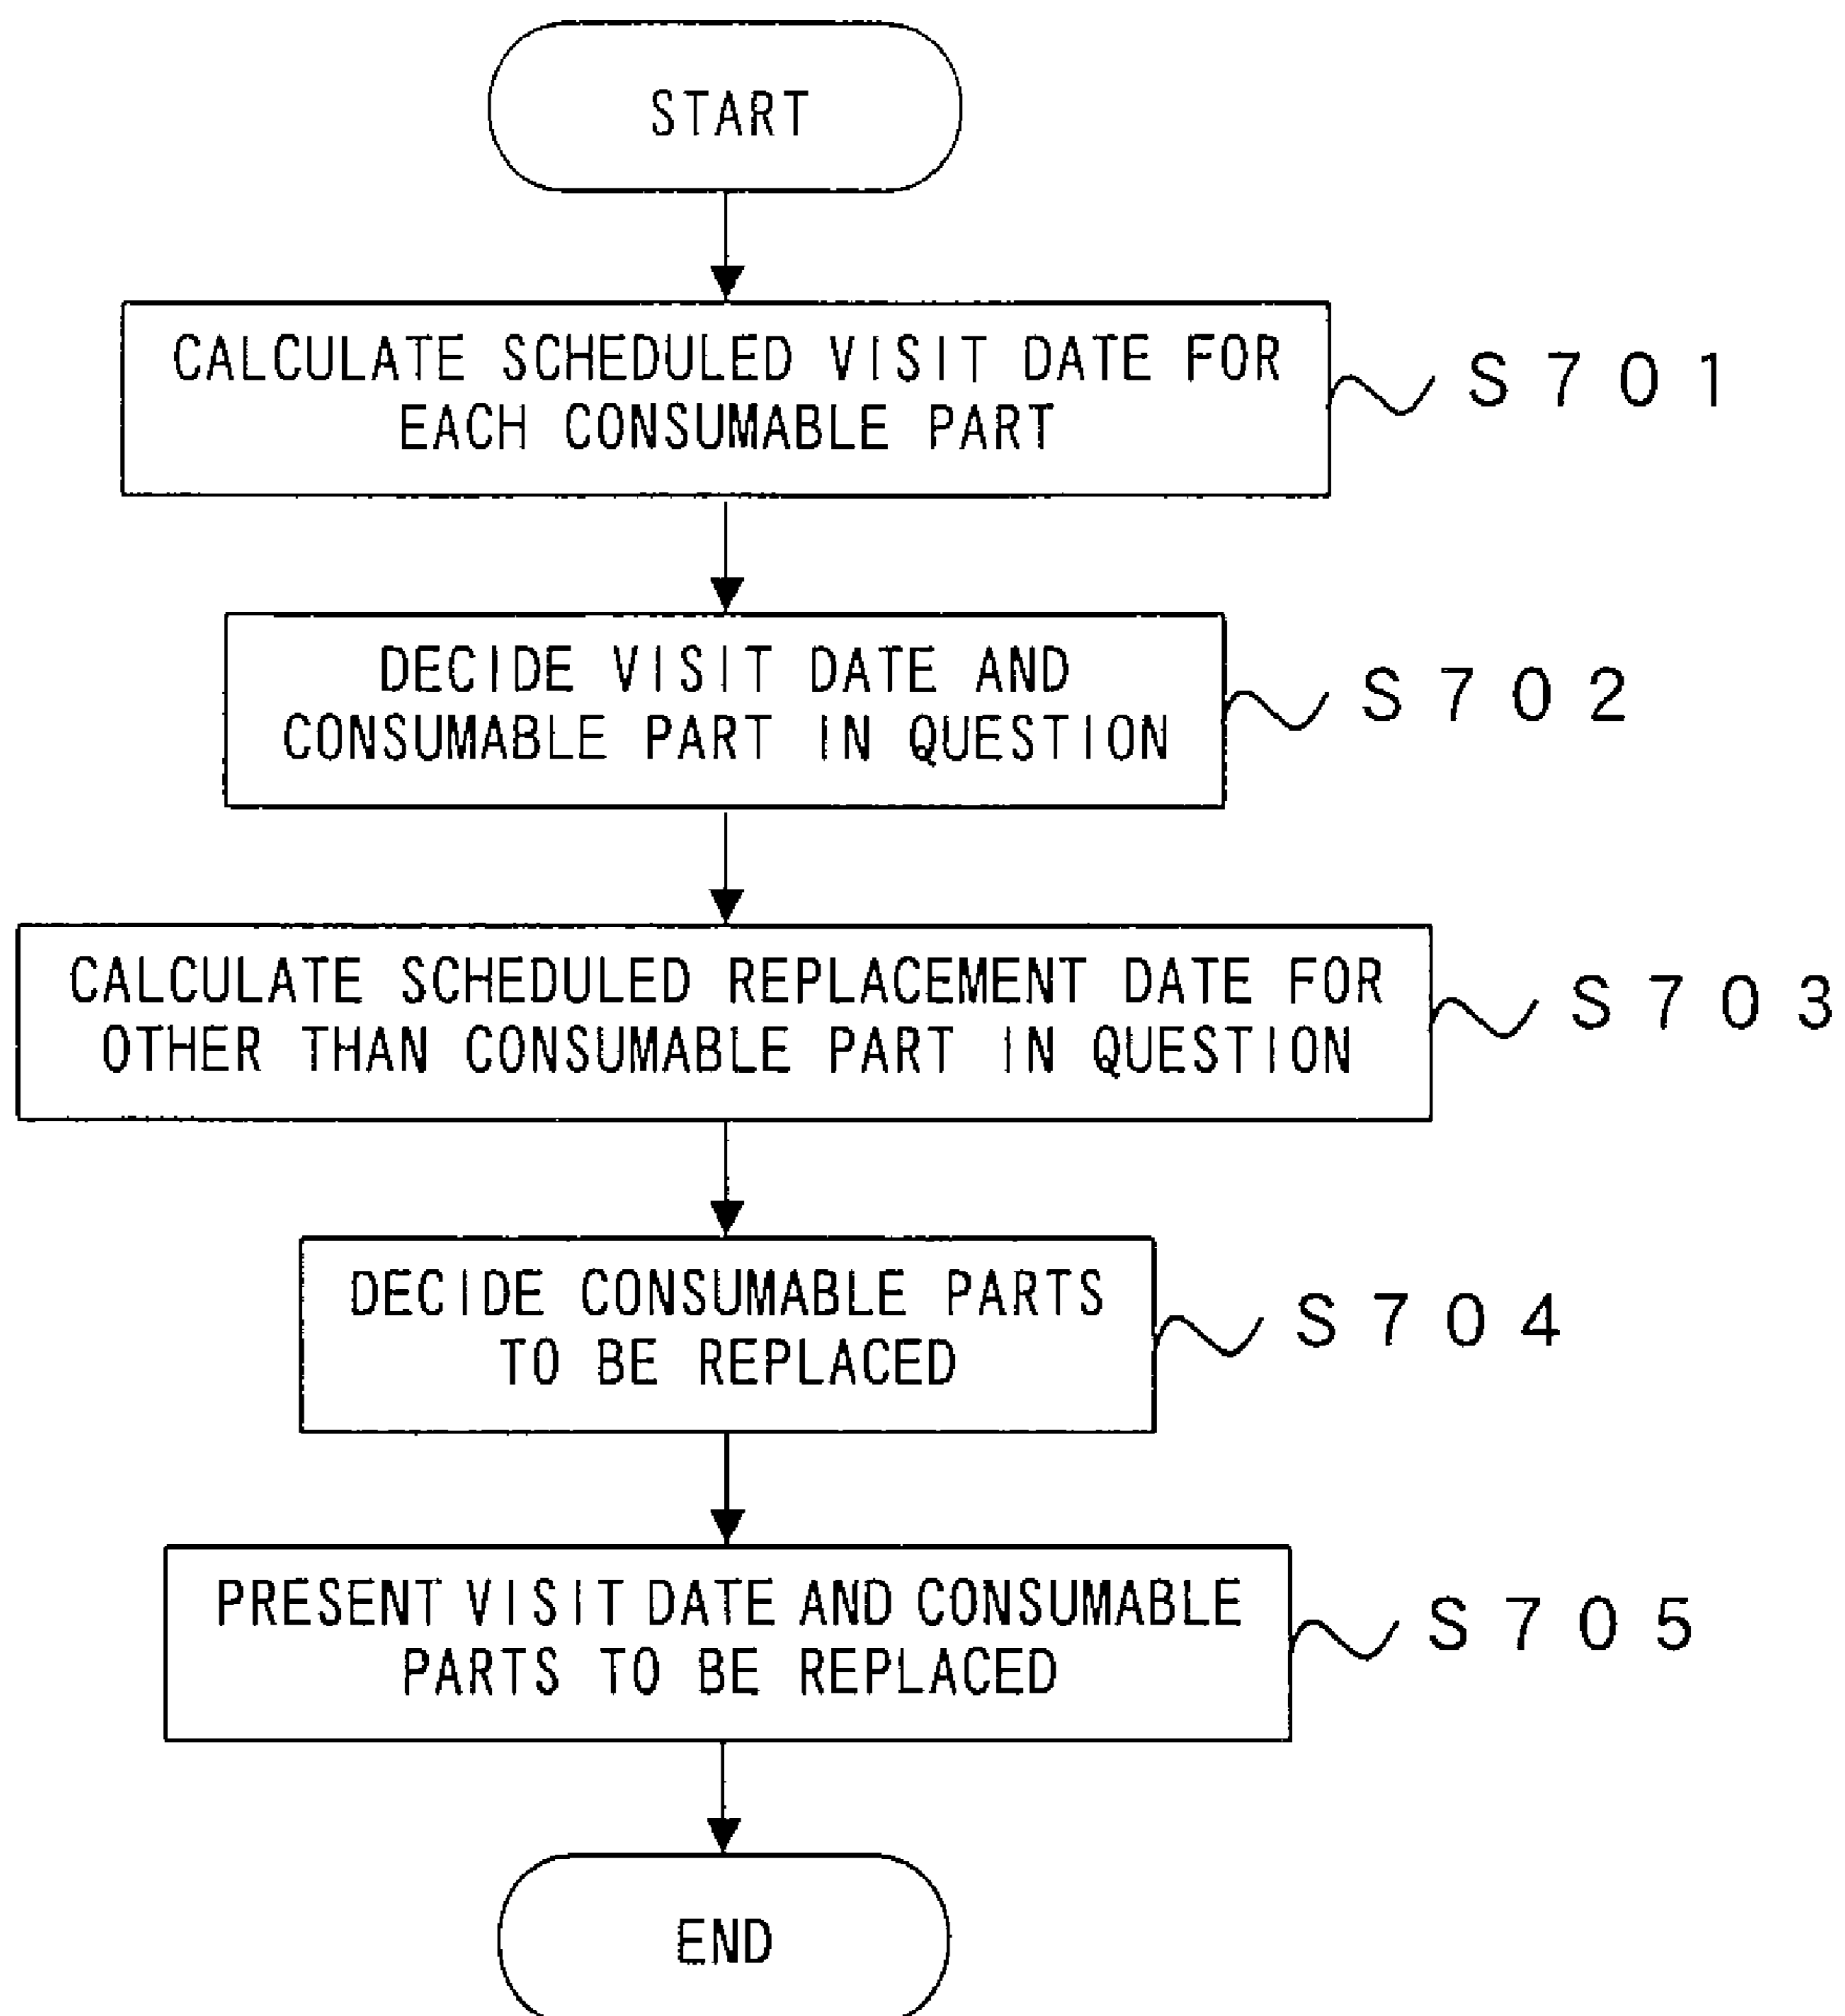 START
CALCULATE SCHEDULED VISIT DATE FOR
EACH CONSUMABLE PART
S701
DECIDE VISIT DATE AND
CONSUMABLE PART IN QUESTION
S702
CALCULATE SCHEDULED REPLACEMENT DATE FOR
OTHER THAN CONSUMABLE PART IN QUESTION
S703
DECIDE CONSUMABLE PARTS
TO BE REPLACED
S704
PRESENT VISIT DATE AND CONSUMABLE
PARTS TO BE REPLACED
S705
END